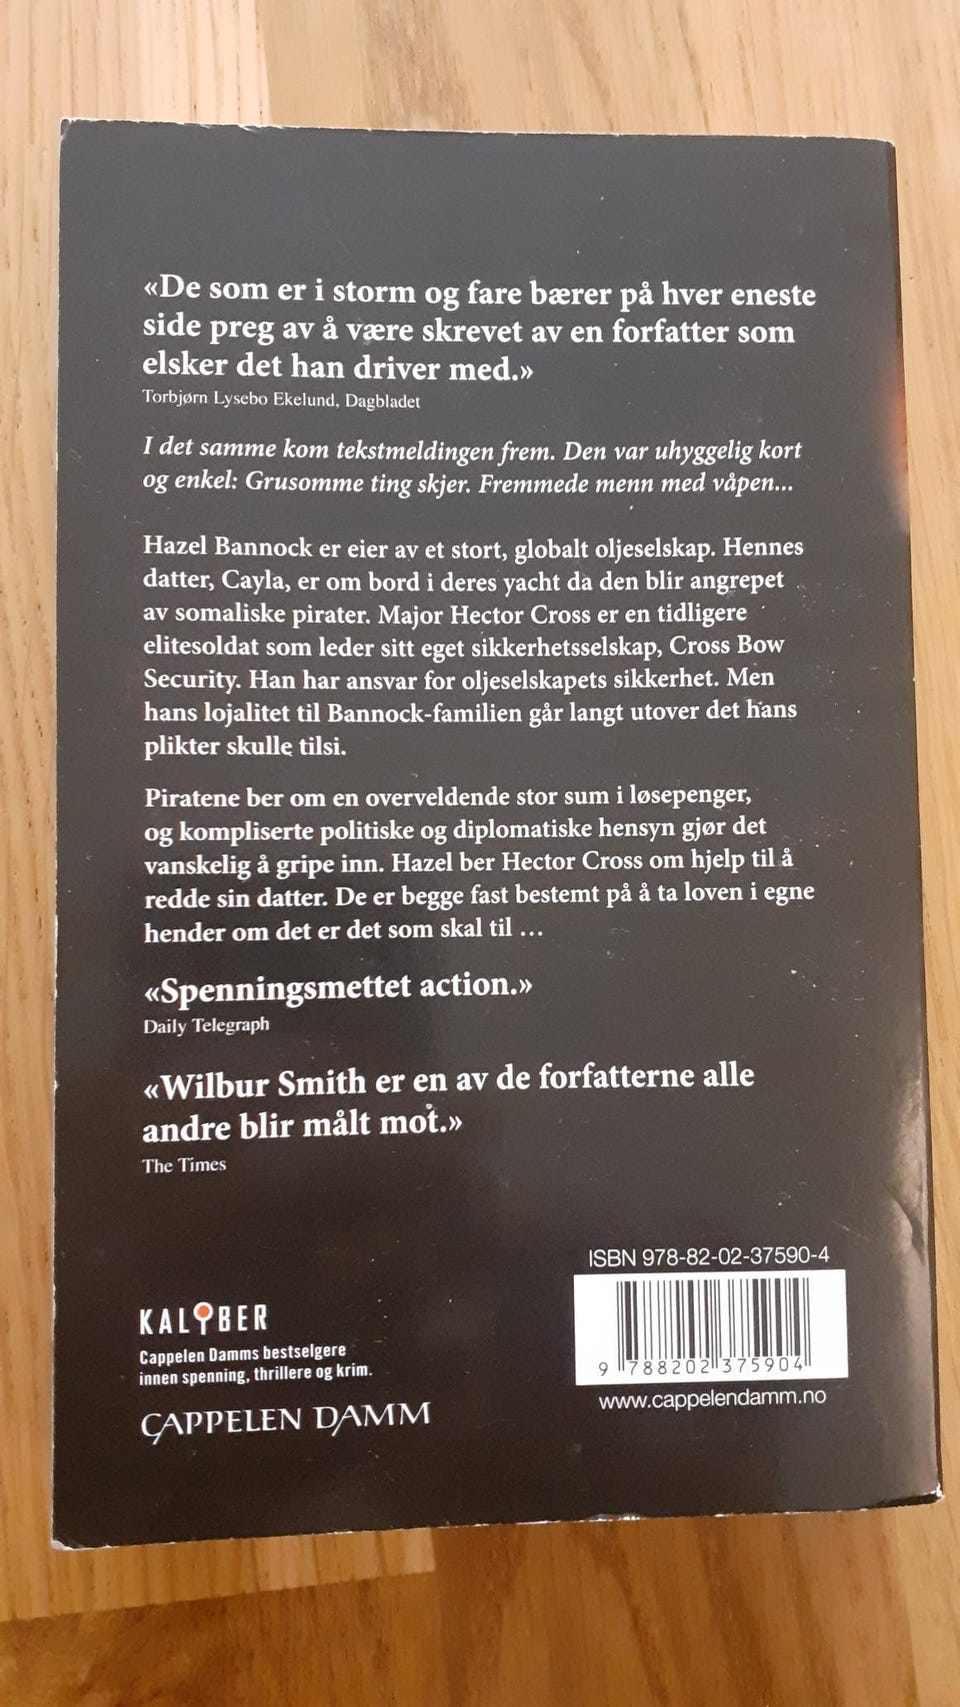 «De som er i storm og fare bærer på hver eneste
side preg av å være skrevet av en forfatter som
elsker det han driver med.»
Torbjørn Lysebo Ekelund, Dagbladet
I det samme kom tekstmeldingen frem. Den var uhyggelig kort
og enkel: Grusomme ting skjer. Fremmede menn med våpen...
Hazel Bannock er eier av et stort, globalt oljeselskap. Hennes
datter, Cayla, er om bord i deres yacht da den blir angrepet
av somaliske pirater. Major Hector Cross er en tidligere
elitesoldat som leder sitt eget sikkerhetsselskap, Cross Bow
Security. Han har ansvar for oljeselskapets sikkerhet. Men
hans lojalitet til Bannock-familien går langt utover det hans
plikter skulle tilsi.
Piratene ber om en overveldende stor sum i løsepenger,
og kompliserte politiske og diplomatiske hensyn gjør det
vanskelig å gripe inn. Hazel ber Hector Cross om hjelp til å
redde sin datter. De er begge fast bestemt på å ta loven i egne
hender om det er det som skal til ...
«Spenningsmettet action.»
Daily Telegraph
«Wilbur Smith er en av de forfatterne alle
andre blir målt mot.»
The Times
ISBN 978-82-02-37590-4
9 788202 375904
www.cappelendamm.no
KALIBER
Cappelen Damms bestselgere
innen spenning, thrillere og krim.
CAPPELEN DAMM